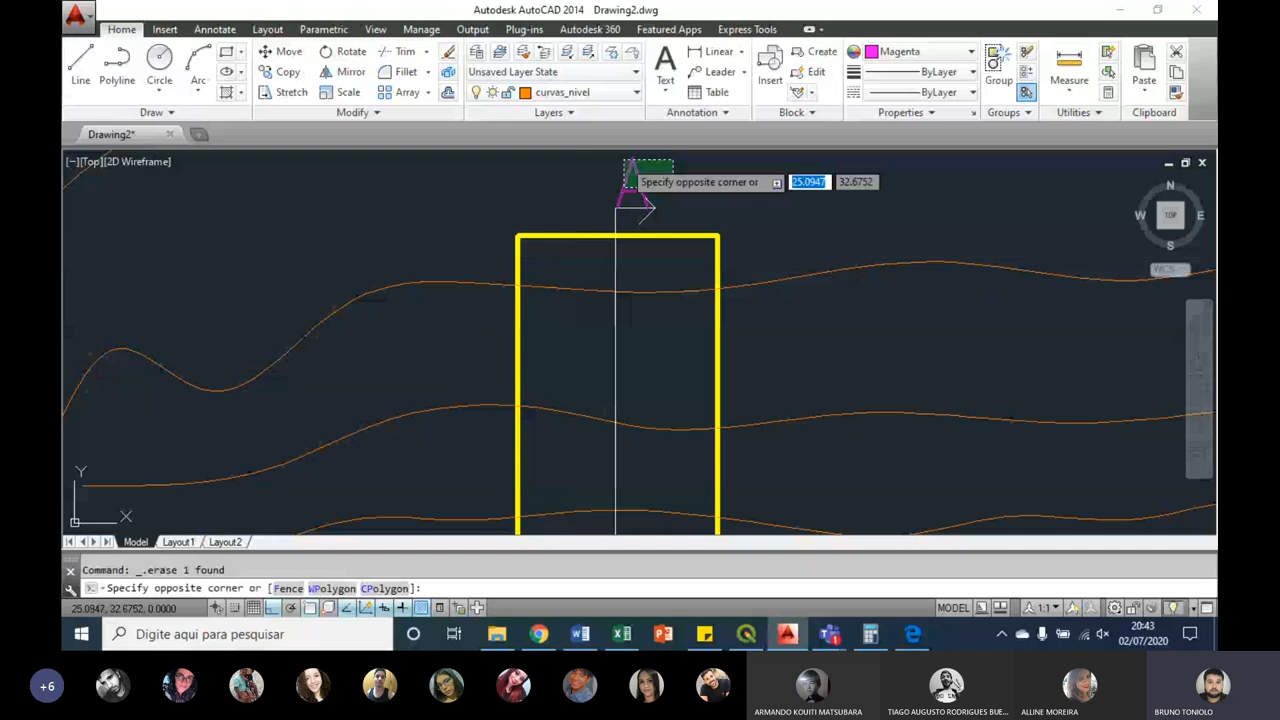 Autodesk AutoCAD 2014 Drawing2.dwg
Home Insert Annotate Layout Parametric View Manage Output Plug-ins Autodesk 360 Featured Apps Express Tools
Line Polyline Circle Arc
Move Rotate Trim
Copy Mirror Fillet
Stretch Scale Array
Unsaved Layer State
curvas_nivel
Text
Linear
Leader
Table
Insert
Create
Edit
Magenta
ByLayer
ByLayer
Group
Measure
Paste
Draw Modify Layers Annotation Block Properties Groups Utilities Clipboard
Drawing2*
[−][Top][2D Wireframe]
A
Specify opposite corner or 25.0947 32.6752
N
W TOP E
S
WCS
Y
X
Model Layout1 Layout2
Command: _.erase 1 found
Specify opposite corner or [Fence WPolygon CPolygon]:
25.0947, 32.6752, 0.0000
MODEL 1:1
Digite aqui para pesquisar
20:43
02/07/2020
+6
ARMANDO KOUITI MATSUBARA TIAGO AUGUSTO RODRIGUES BUE... ALLINE MOREIRA BRUNO TONIOLO